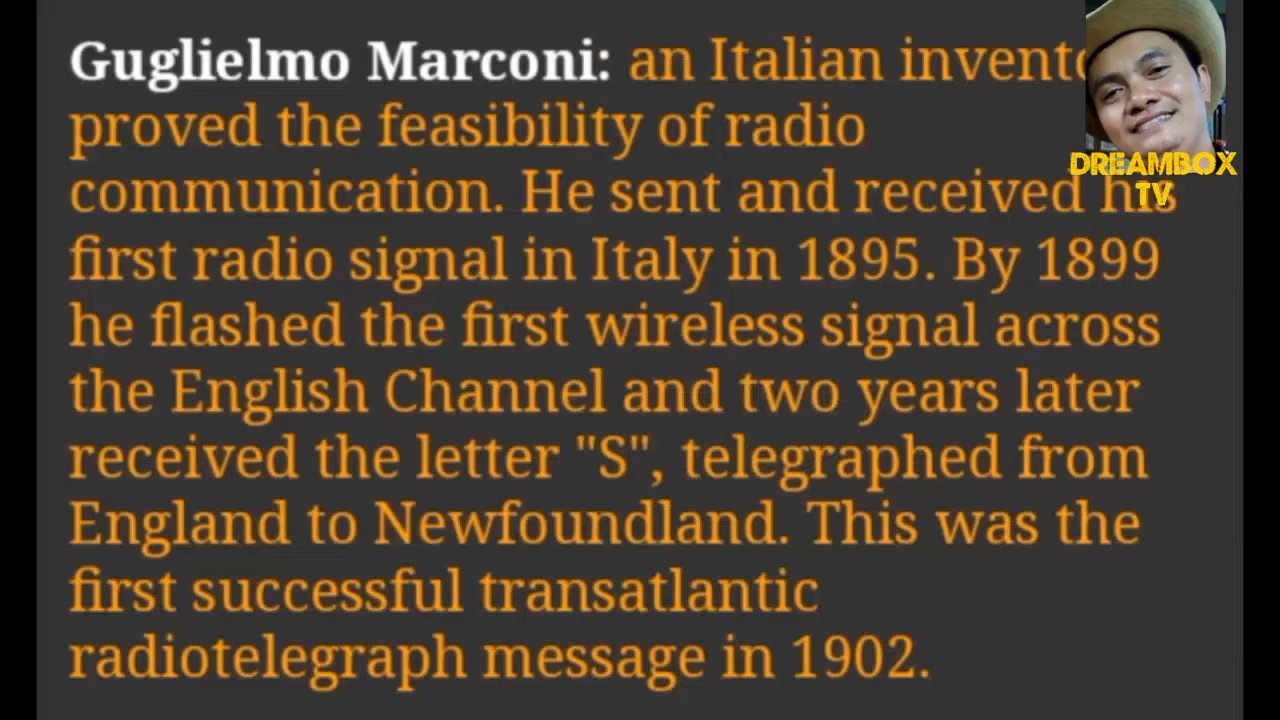 Guglielmo Marconi: an Italian invento
proved the feasibility of radio
communication. He sent and received his
first radio signal in Italy in 1895. By 1899
he flashed the first wireless signal across
the English Channel and two years later
received the letter "S", telegraphed from
England to Newfoundland. This was the
first successful transatlantic
radiotelegraph message in 1902.
DREAMBOX
TV